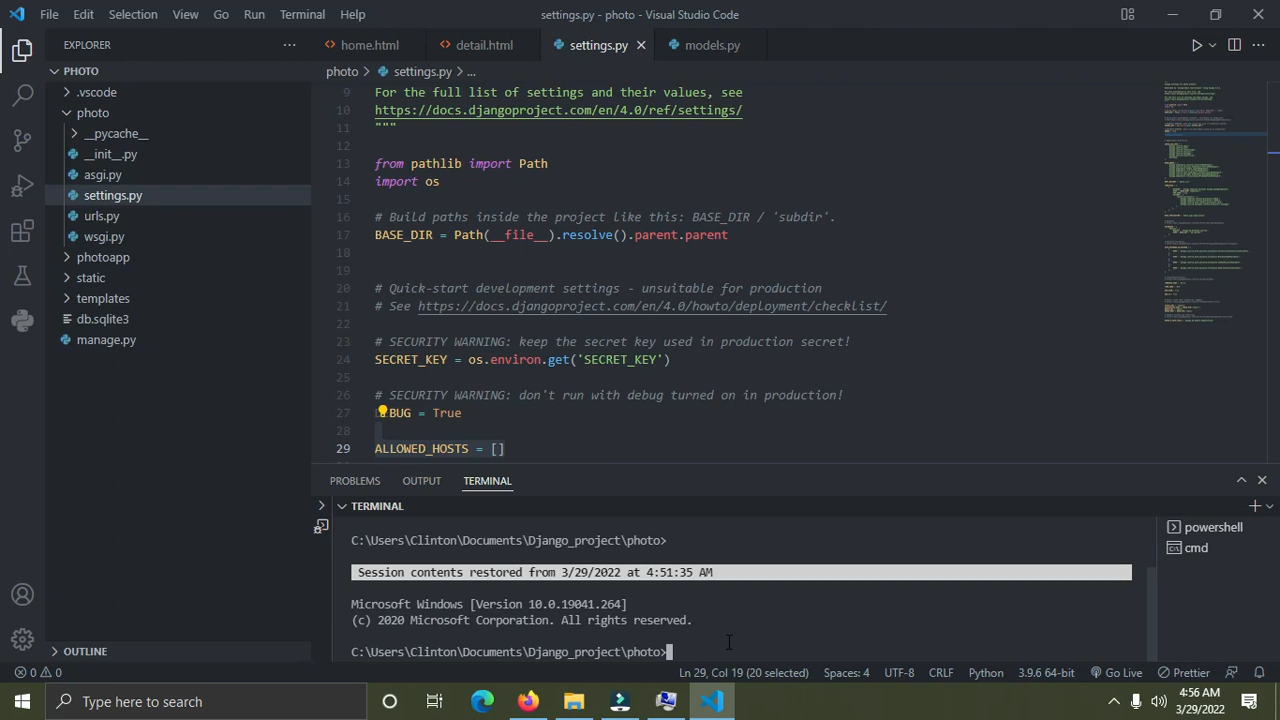 File Edit Selection View Go Run Terminal Help settings.py - photo - Visual Studio Code
EXPLORER
home.html detail.html settings.py models.py
PHOTO
photo > settings.py > ...
.vscode
photo
__pycache__
__init__.py
asgi.py
settings.py
urls.py
wsgi.py
photoapp
static
templates
db.sqlite3
manage.py
OUTLINE
9 For the full list of settings and their values, see
10 https://docs.djangoproject.com/en/4.0/ref/settings/
11 """
12
13 from pathlib import Path
14 import os
15
16 # Build paths inside the project like this: BASE_DIR / 'subdir'.
17 BASE_DIR = Path(__file__).resolve().parent.parent
18
19
20 # Quick-start development settings - unsuitable for production
21 # See https://docs.djangoproject.com/en/4.0/howto/deployment/checklist/
22
23 # SECURITY WARNING: keep the secret key used in production secret!
24 SECRET_KEY = os.environ.get('SECRET_KEY')
25
26 # SECURITY WARNING: don't run with debug turned on in production!
27 BUG = True
28
29 ALLOWED_HOSTS = []
PROBLEMS OUTPUT TERMINAL
TERMINAL
C:\Users\Clinton\Documents\Django_project\photo>
Session contents restored from 3/29/2022 at 4:51:35 AM
Microsoft Windows [Version 10.0.19041.264]
(c) 2020 Microsoft Corporation. All rights reserved.
C:\Users\Clinton\Documents\Django_project\photo>
powershell
cmd
0 0 Ln 29, Col 19 (20 selected) Spaces: 4 UTF-8 CRLF Python 3.9.6 64-bit Go Live Prettier
Type here to search
4:56 AM
3/29/2022